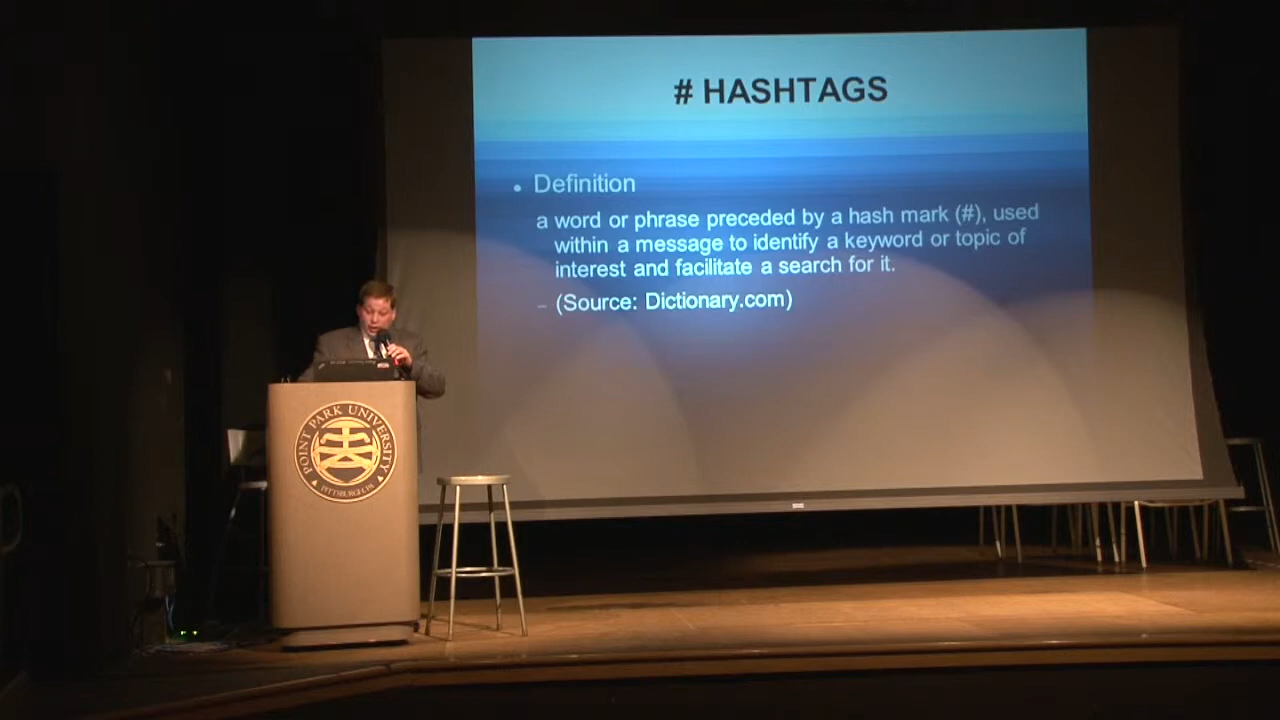 # HASHTAGS
• Definition
a word or phrase preceded by a hash mark (#), used
within a message to identify a keyword or topic of
interest and facilitate a search for it.
– (Source: Dictionary.com)
POINT PARK UNIVERSITY
PITTSBURGH, PA